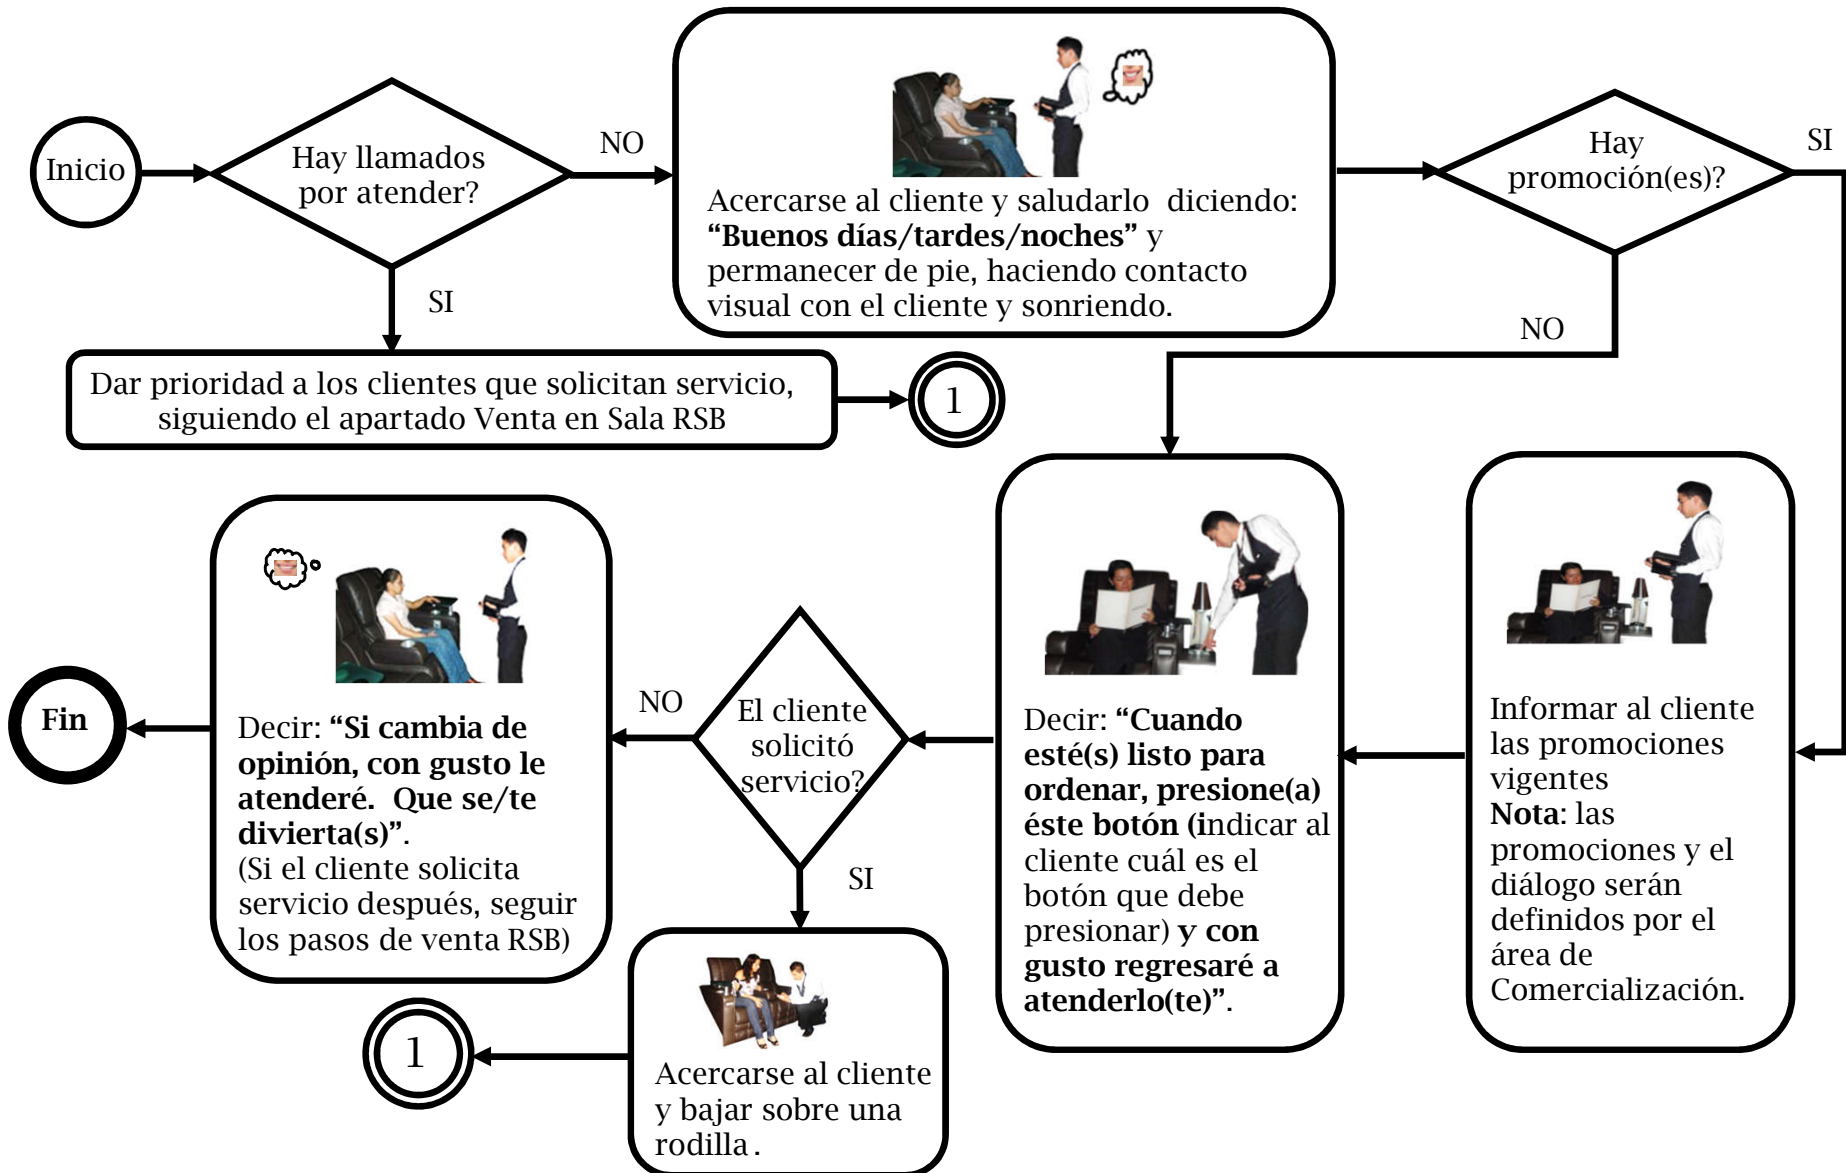 Inicio
Hay llamados
por atender?
NO
SI
Acercarse al cliente y saludarlo diciendo:
“Buenos días/tardes/noches” y
permanecer de pie, haciendo contacto
visual con el cliente y sonriendo.
Hay
promoción(es)?
SI
NO
Dar prioridad a los clientes que solicitan servicio,
siguiendo el apartado Venta en Sala RSB
1
Informar al cliente
las promociones
vigentes
Nota: las
promociones y el
diálogo serán
definidos por el
área de
Comercialización.
Decir: “Cuando
esté(s) listo para
ordenar, presione(a)
éste botón (indicar al
cliente cuál es el
botón que debe
presionar) y con
gusto regresaré a
atenderlo(te)”.
El cliente
solicitó
servicio?
NO
SI
Decir: “Si cambia de
opinión, con gusto le
atenderé. Que se/te
divierta(s)”.
(Si el cliente solicita
servicio después, seguir
los pasos de venta RSB)
Fin
Acercarse al cliente
y bajar sobre una
rodilla.
1